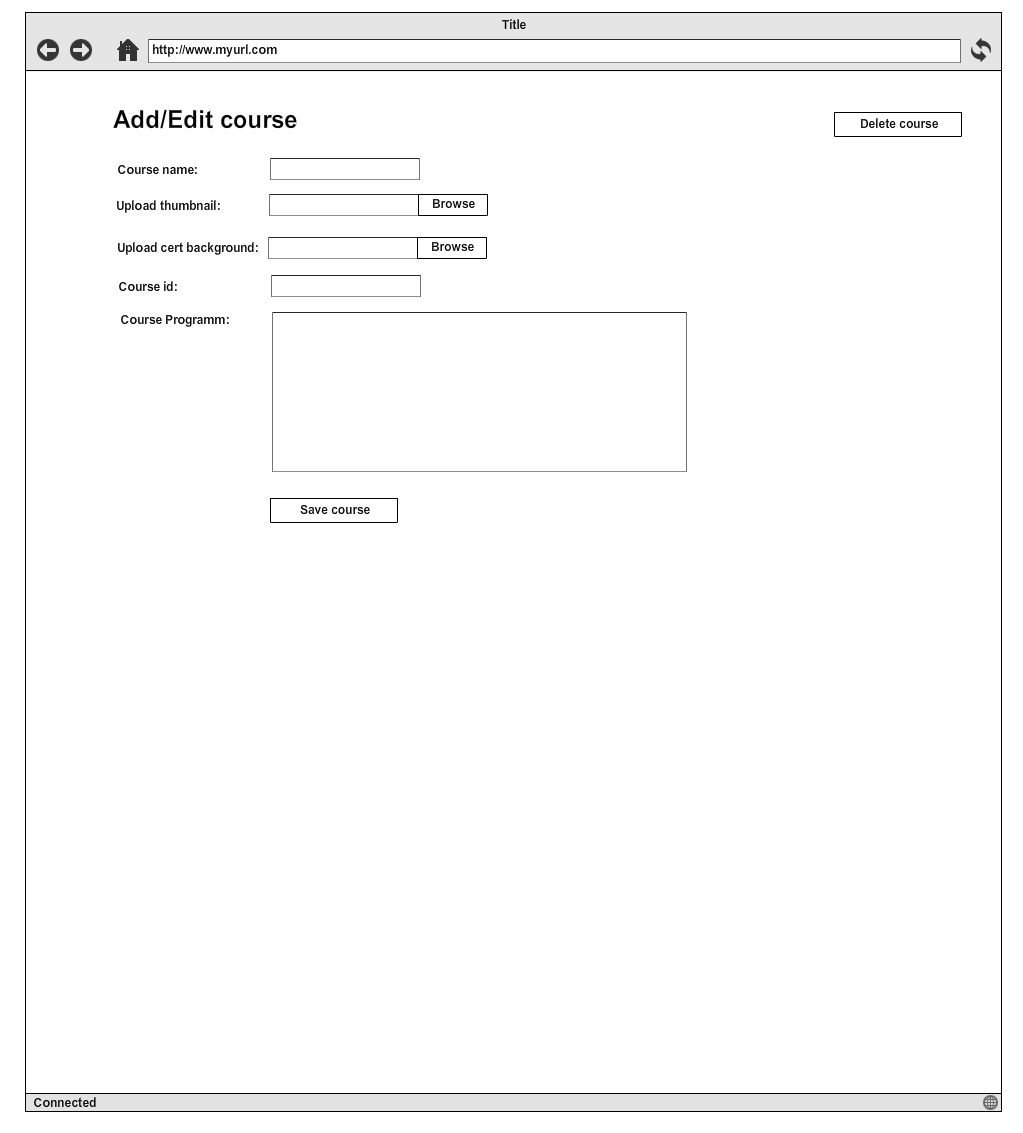 Title
http://www.myurl.com
Add/Edit course
Delete course
Course name:
Upload thumbnail:
Browse
Upload cert background:
Browse
Course id:
Course Programm:
Save course
Connected